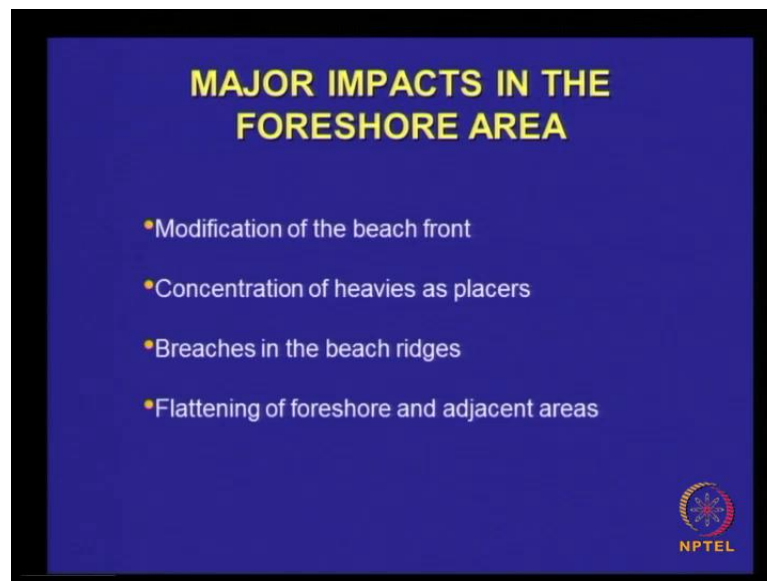 MAJOR IMPACTS IN THE
FORESHORE AREA
•Modification of the beach front
•Concentration of heavies as placers
•Breaches in the beach ridges
•Flattening of foreshore and adjacent areas
NPTEL